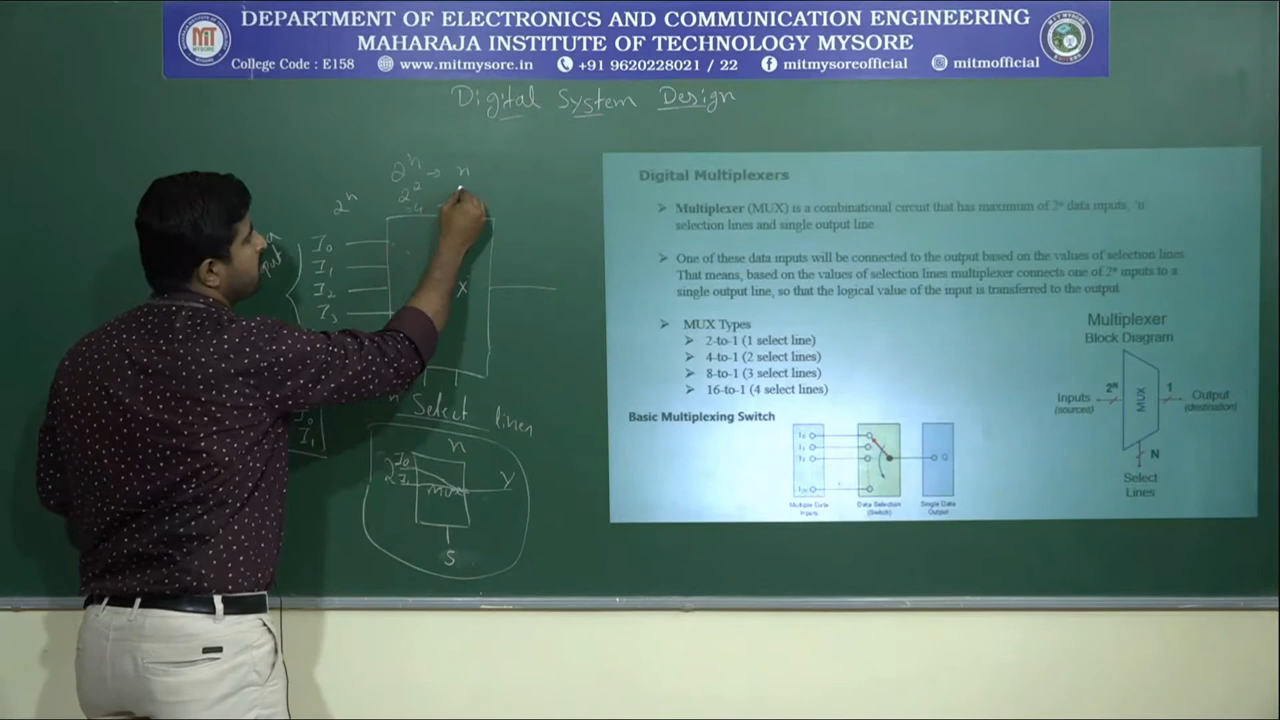 DEPARTMENT OF ELECTRONICS AND COMMUNICATION ENGINEERING
MAHARAJA INSTITUTE OF TECHNOLOGY MYSORE
College Code : E158 www.mitmysore.in +91 9620228021 / 22 mitmysoreofficial mitmofficial
MIT
MYSORE
Digital System Design
2ⁿ → n
2²
=4
2ⁿ
I₀
I₁
I₂
I₃
X
n Select lines
n
I₀
I₁
I₀
2 I₁
mux
Y
S
Digital Multiplexers
Multiplexer (MUX) is a combinational circuit that has maximum of 2ⁿ data inputs, 'n
selection lines and single output line
One of these data inputs will be connected to the output based on the values of selection lines
That means, based on the values of selection lines multiplexer connects one of 2ⁿ inputs to a
single output line, so that the logical value of the input is transferred to the output
MUX Types
2-to-1 (1 select line)
4-to-1 (2 select lines)
8-to-1 (3 select lines)
16-to-1 (4 select lines)
Basic Multiplexing Switch
Multiple Data
Inputs
Data Selection
(Switch)
Single Data
Output
Q
Multiplexer
Block Diagram
Inputs
(sources)
2ᴺ
MUX
1
Output
(destination)
N
Select
Lines